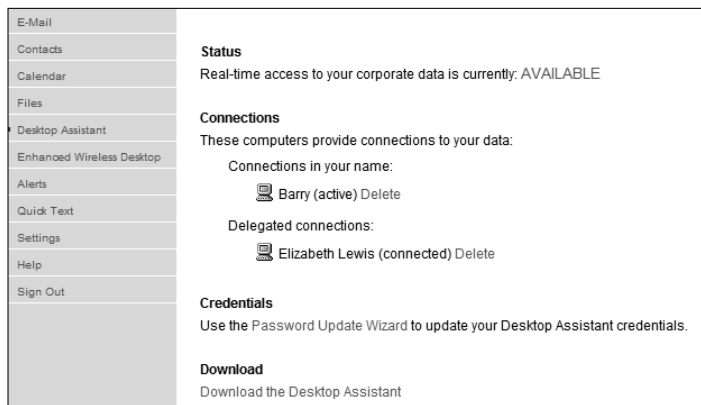 E-Mail
Contacts
Calendar
Files
Desktop Assistant
Enhanced Wireless Desktop
Alerts
Quick Text
Settings
Help
Sign Out
Status
Real-time access to your corporate data is currently: AVAILABLE
Connections
These computers provide connections to your data:
Connections in your name:
Barry (active) Delete
Delegated connections:
Elizabeth Lewis (connected) Delete
Credentials
Use the Password Update Wizard to update your Desktop Assistant credentials.
Download
Download the Desktop Assistant